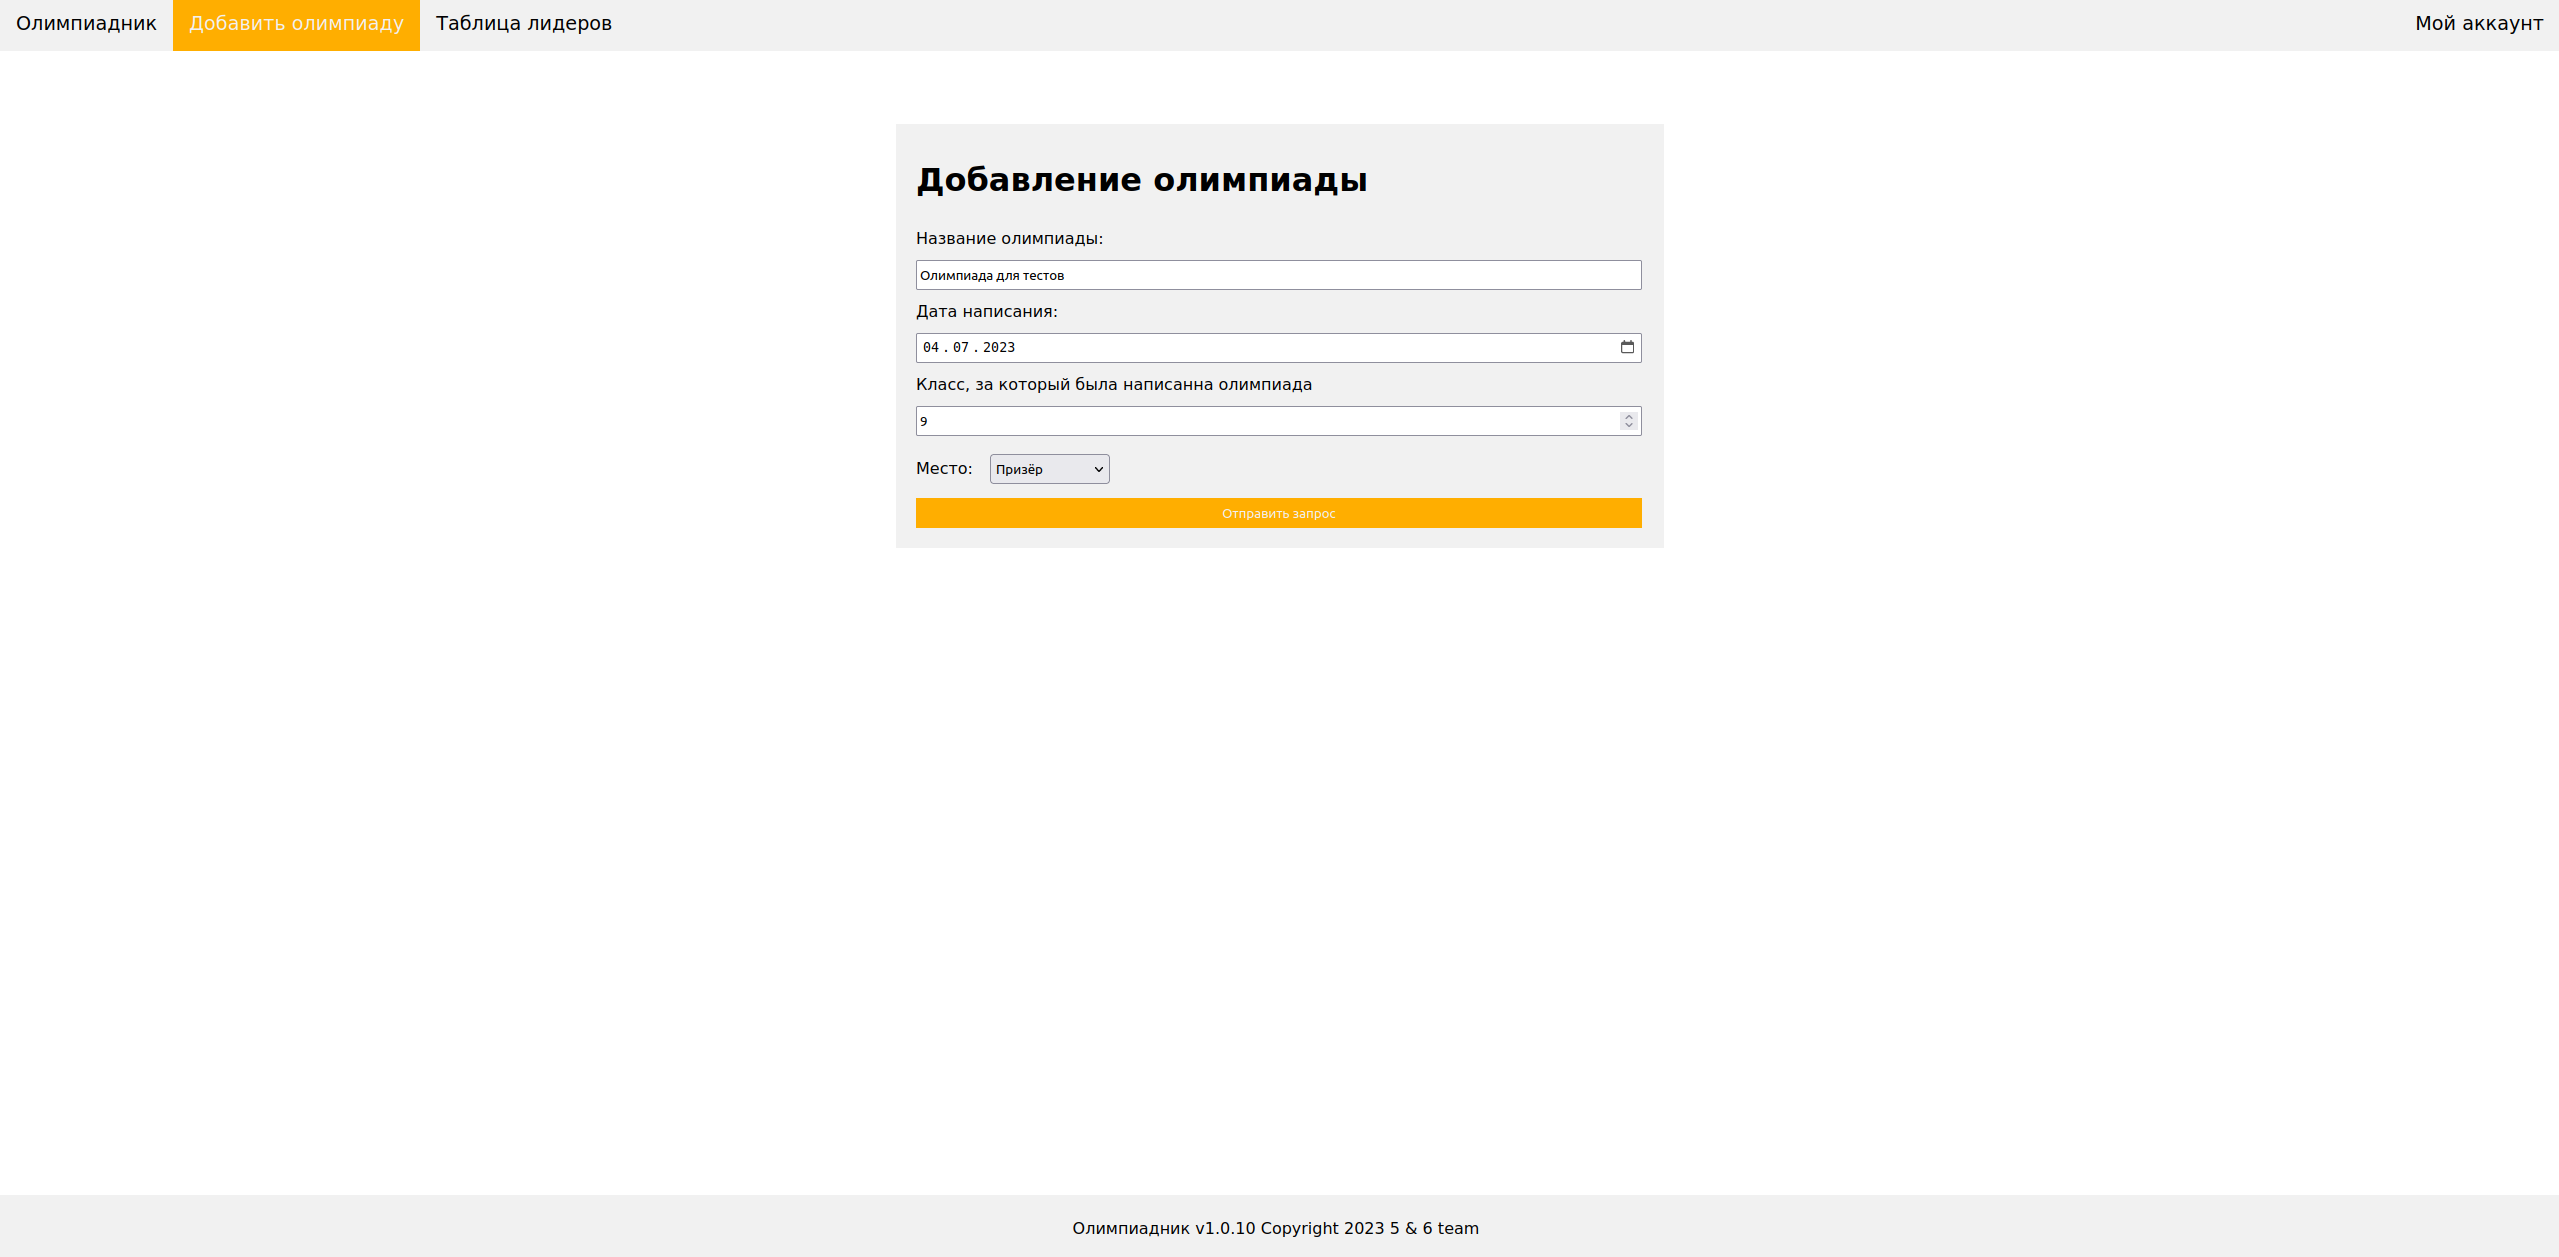 Олимпиадник Добавить олимпиаду Таблица лидеров Мой аккаунт
Добавление олимпиады
Название олимпиады:
Олимпиада для тестов
Дата написания:
04.07.2023
Класс, за который была написанна олимпиада
9
Место: Призёр
Отправить запрос
Олимпиадник v1.0.10 Copyright 2023 5 & 6 team